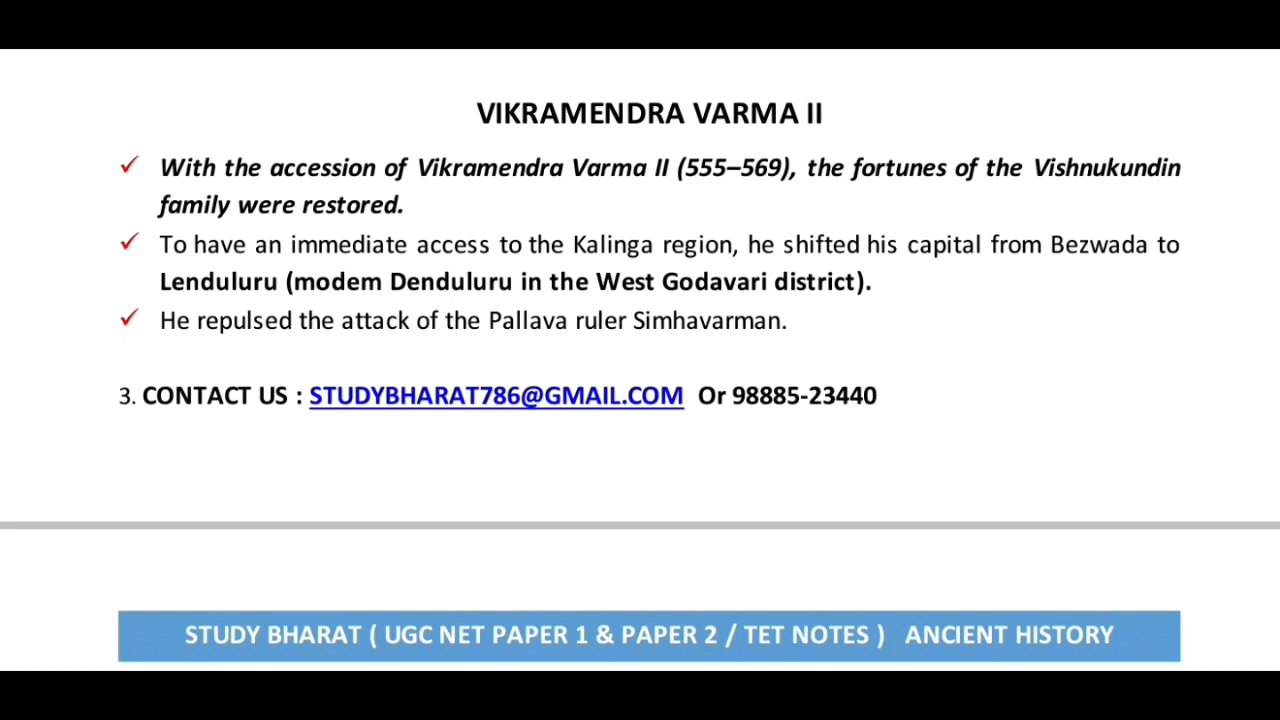 VIKRAMENDRA VARMA II
✓ With the accession of Vikramendra Varma II (555–569), the fortunes of the Vishnukundin
family were restored.
✓ To have an immediate access to the Kalinga region, he shifted his capital from Bezwada to
Lenduluru (modem Denduluru in the West Godavari district).
✓ He repulsed the attack of the Pallava ruler Simhavarman.
3. CONTACT US : STUDYBHARAT786@GMAIL.COM Or 98885-23440
STUDY BHARAT ( UGC NET PAPER 1 & PAPER 2 / TET NOTES ) ANCIENT HISTORY